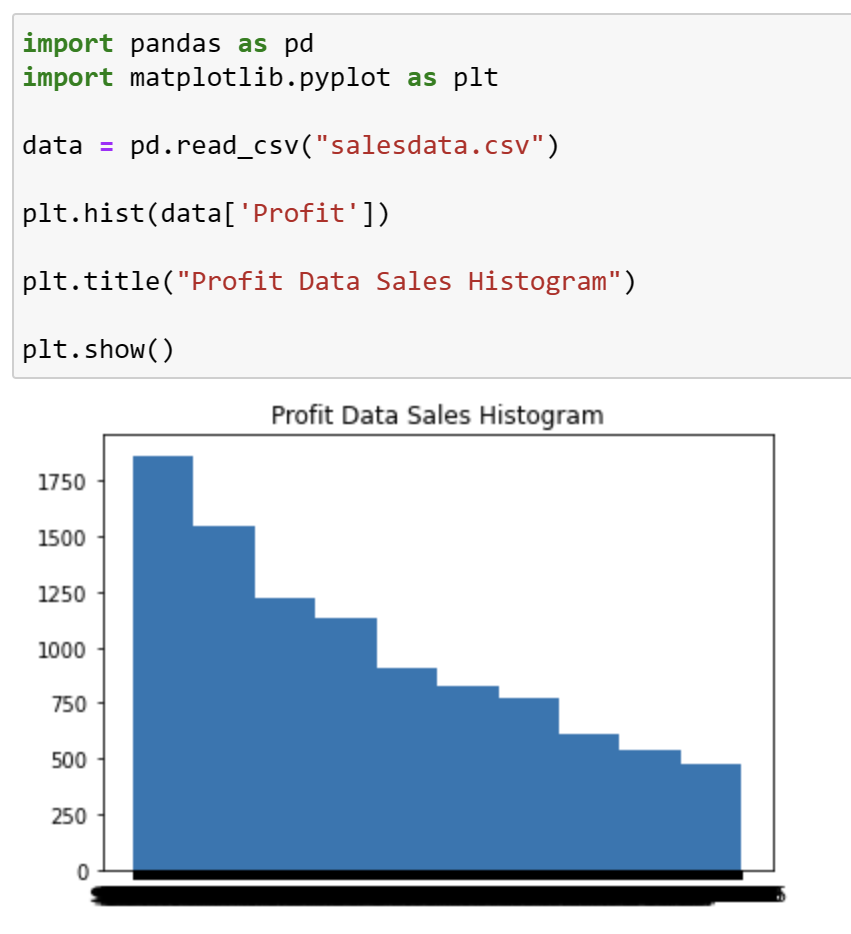 import pandas as pd
import matplotlib.pyplot as plt
data = pd.read_csv("salesdata.csv")
plt.hist(data['Profit'])
plt.title("Profit Data Sales Histogram")
plt.show()
Profit Data Sales Histogram
1750
1500
1250
1000
750
500
250
0